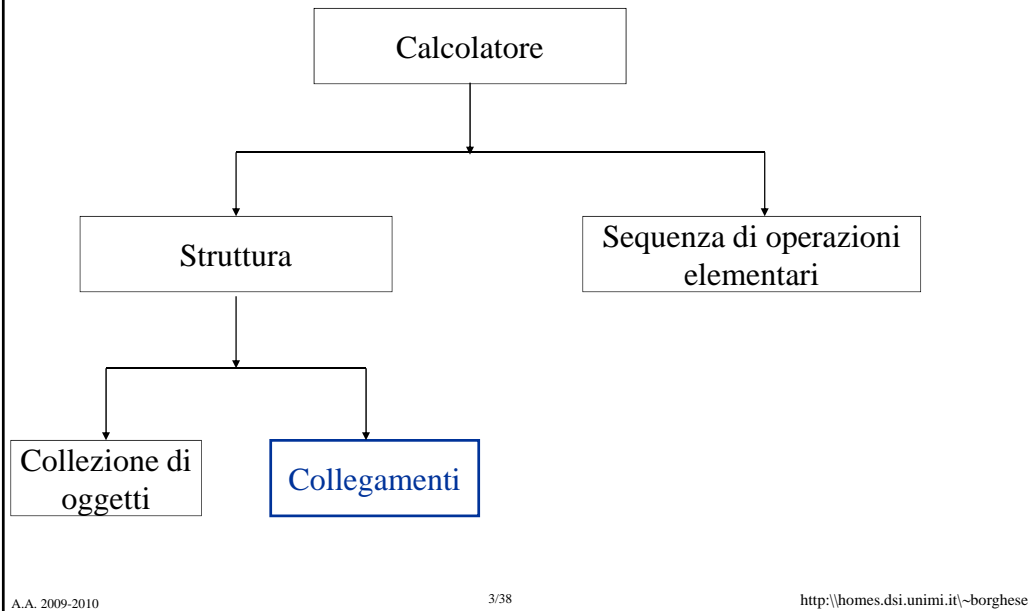 Calcolatore
Struttura
Sequenza di operazioni
elementari
Collezione di
oggetti
Collegamenti
A.A. 2009-2010
3/38
http:\\homes.dsi.unimi.it\~borghese